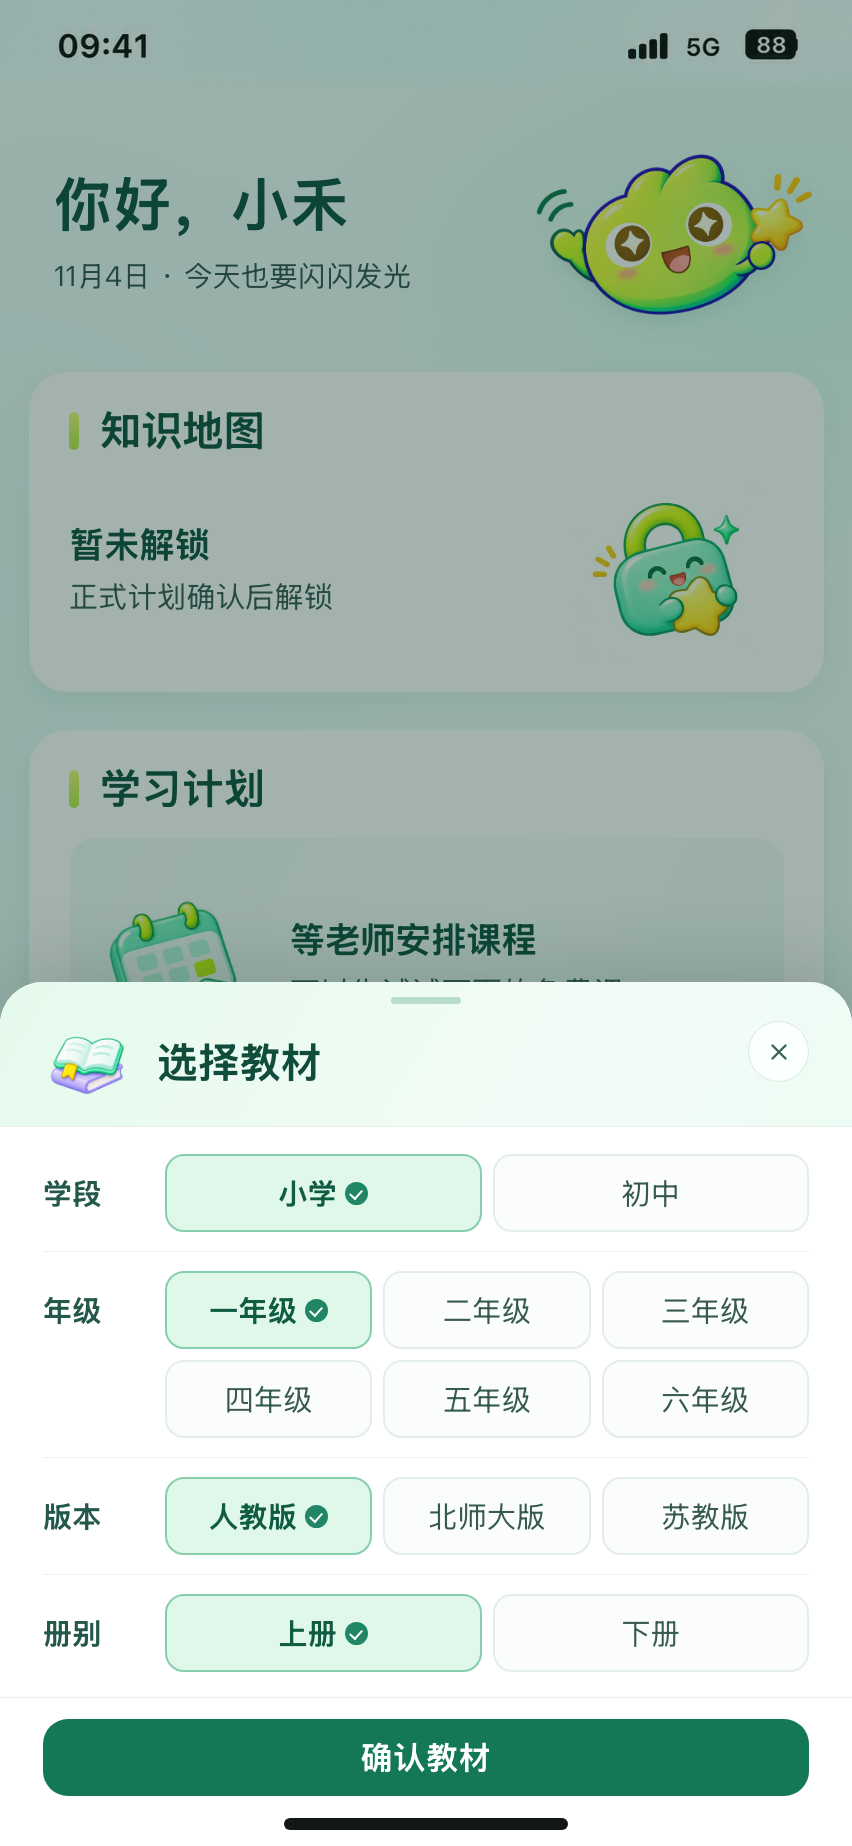 09:41
5G
88
你好，小禾
11月4日 · 今天也要闪闪发光
知识地图
暂未解锁
正式计划确认后解锁
学习计划
等老师安排课程
选择教材
学段
小学
初中
年级
一年级
二年级
三年级
四年级
五年级
六年级
版本
人教版
北师大版
苏教版
册别
上册
下册
确认教材